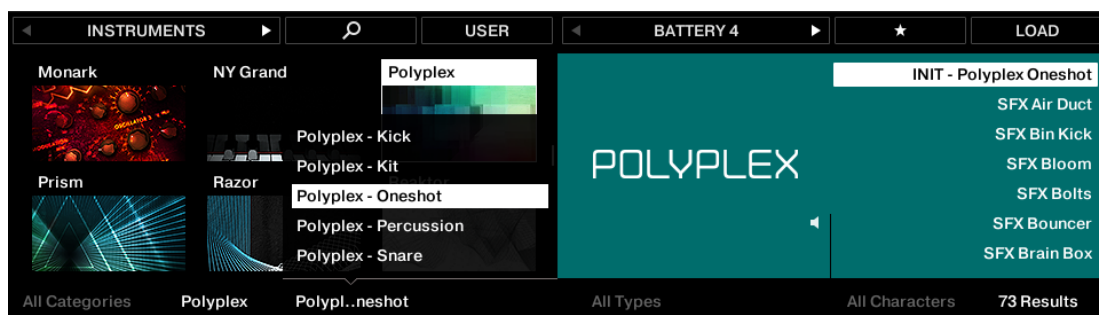 INSTRUMENTS
USER
BATTERY 4
LOAD
Monark
NY Grand
Polyplex
Polyplex - Kick
Polyplex - Kit
Prism
Razor
Reaktor
Polyplex - Oneshot
Polyplex - Percussion
Polyplex - Snare
POLYPLEX
INIT - Polyplex Oneshot
SFX Air Duct
SFX Bin Kick
SFX Bloom
SFX Bolts
SFX Bouncer
SFX Brain Box
All Categories
Polyplex
Polypl..neshot
All Types
All Characters
73 Results